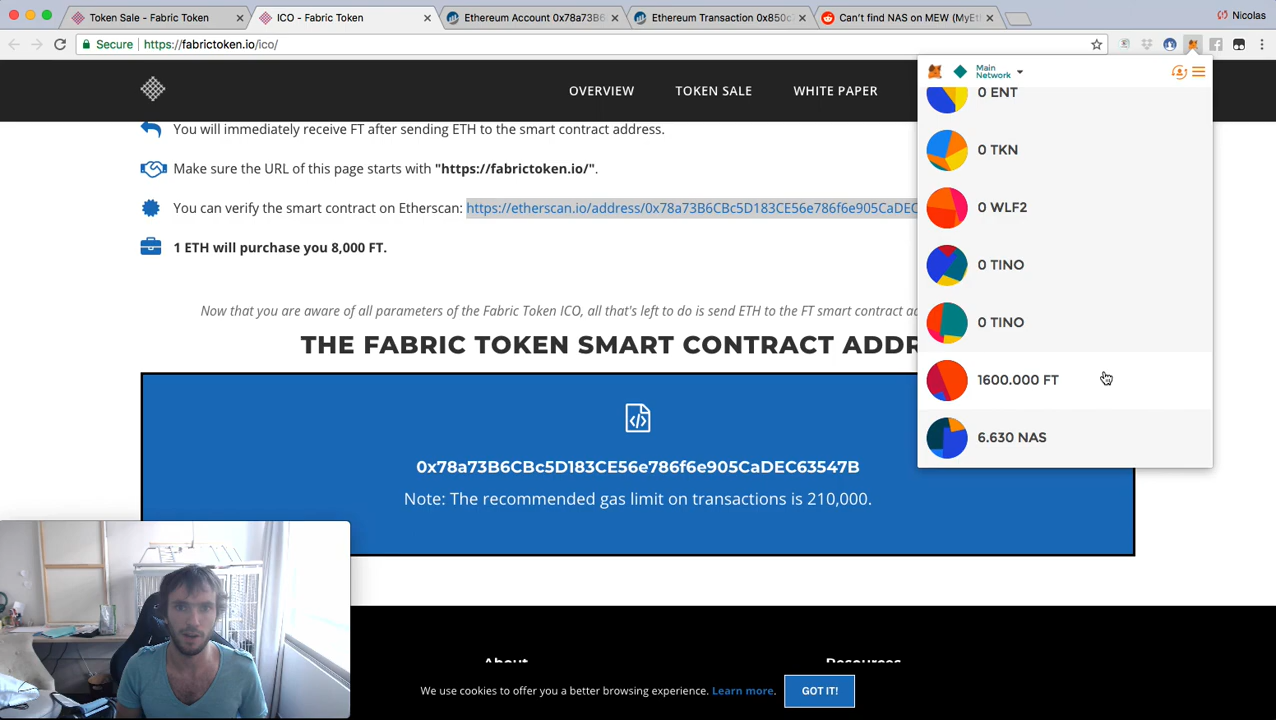 Token Sale - Fabric Token
ICO - Fabric Token
Ethereum Account 0x78a73B6
Ethereum Transaction 0x850c
Can't find NAS on MEW (MyEt
Nicolas
Secure
https://fabrictoken.io/ico/
OVERVIEW
TOKEN SALE
WHITE PAPER
Main
Network
You will immediately receive FT after sending ETH to the smart contract address.
Make sure the URL of this page starts with "https://fabrictoken.io/".
You can verify the smart contract on Etherscan: https://etherscan.io/address/0x78a73B6CBc5D183CE56e786f6e905CaDEC
1 ETH will purchase you 8,000 FT.
Now that you are aware of all parameters of the Fabric Token ICO, all that's left to do is send ETH to the FT smart contract ad
THE FABRIC TOKEN SMART CONTRACT ADDR
0x78a73B6CBc5D183CE56e786f6e905CaDEC63547B
Note: The recommended gas limit on transactions is 210,000.
0 ENT
0 TKN
0 WLF2
0 TINO
0 TINO
1600.000 FT
6.630 NAS
About
Resources
We use cookies to offer you a better browsing experience. Learn more.
GOT IT!